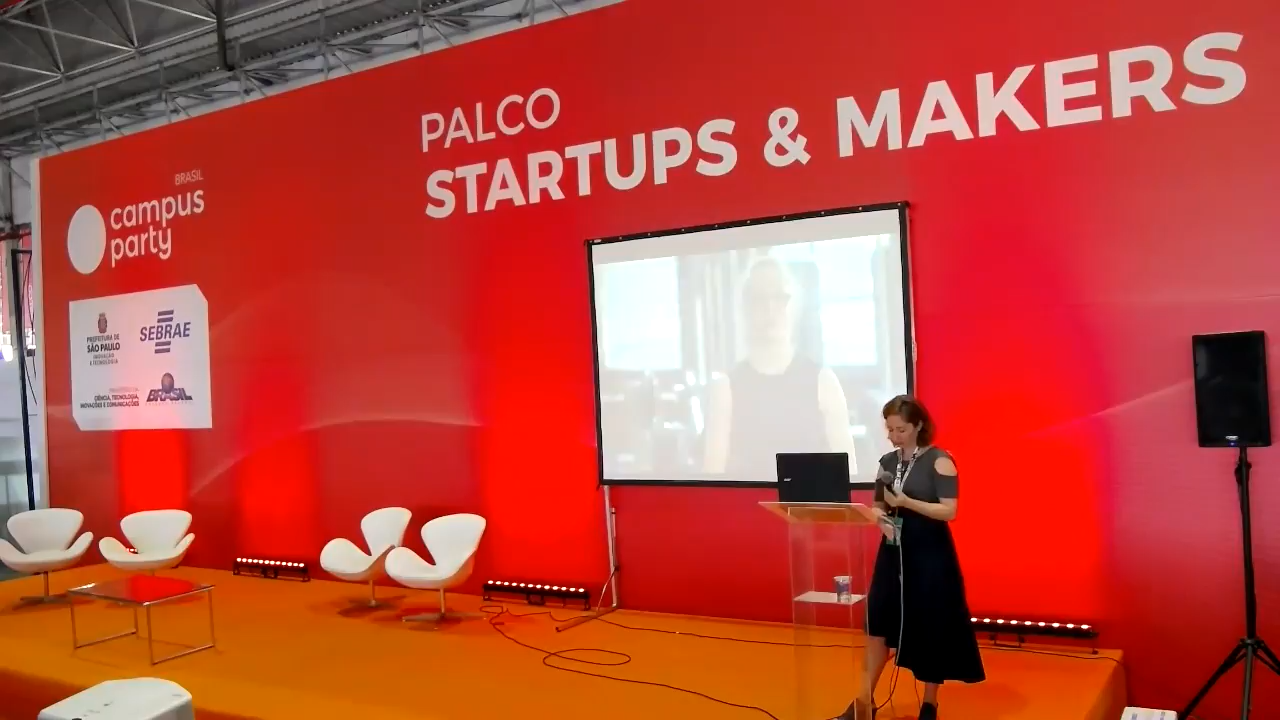 PALCO
STARTUPS & MAKERS
BRASIL
campus
party
PREFEITURA DE
SÃO PAULO
INOVAÇÃO
E TECNOLOGIA
SEBRAE
CIÊNCIA, TECNOLOGIA,
INOVAÇÕES E COMUNICAÇÕES
BRASIL